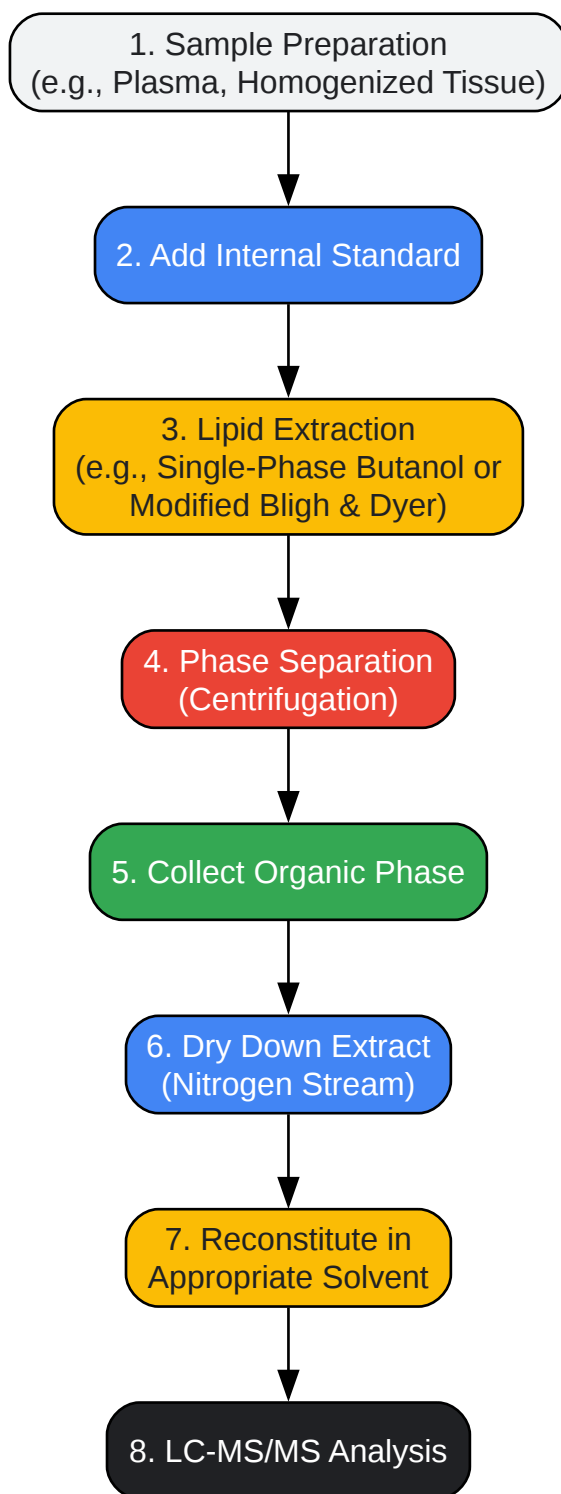 1. Sample Preparation
(e.g., Plasma, Homogenized Tissue)
2. Add Internal Standard
3. Lipid Extraction
(e.g., Single-Phase Butanol or
Modified Bligh & Dyer)
4. Phase Separation
(Centrifugation)
5. Collect Organic Phase
6. Dry Down Extract
(Nitrogen Stream)
7. Reconstitute in
Appropriate Solvent
8. LC-MS/MS Analysis